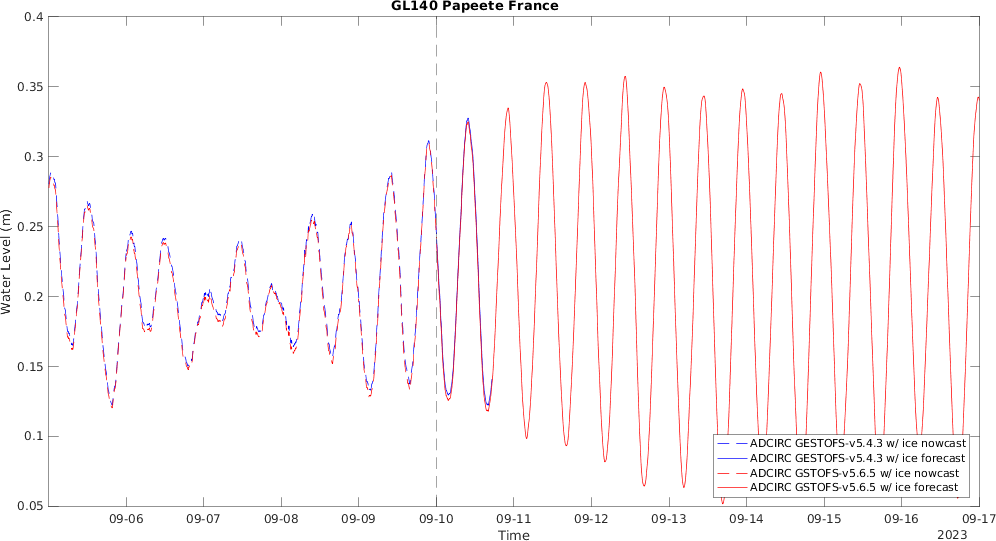 GL140 Papeete France
0.4
0.35
0.3
0.25
0.2
0.15
0.1
0.05
Water Level (m)
ADCIRC GESTOFS-v5.4.3 w/ ice nowcast
ADCIRC GESTOFS-v5.4.3 w/ ice forecast
ADCIRC GSTOFS-v5.6.5 w/ ice nowcast
ADCIRC GSTOFS-v5.6.5 w/ ice forecast
09-06 09-07 09-08 09-09 09-10 09-11 09-12 09-13 09-14 09-15 09-16 09-17
Time
2023